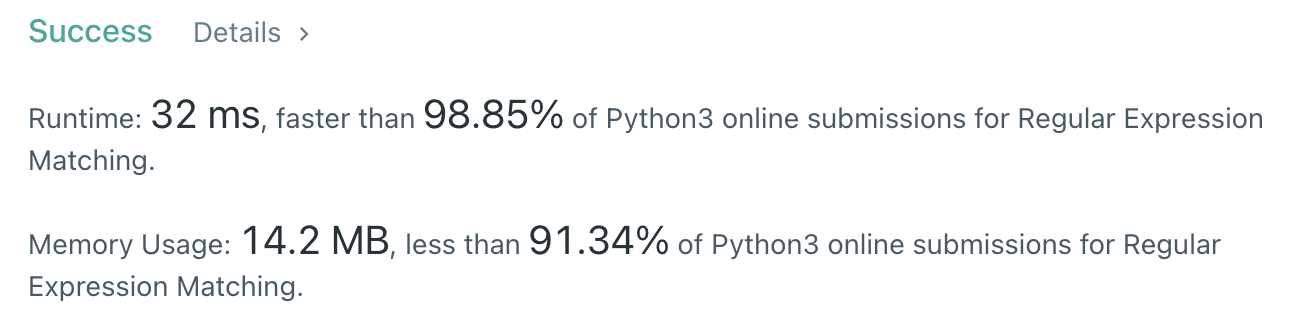 Success Details >
Runtime: 32 ms, faster than 98.85% of Python3 online submissions for Regular Expression
Matching.
Memory Usage: 14.2 MB, less than 91.34% of Python3 online submissions for Regular
Expression Matching.